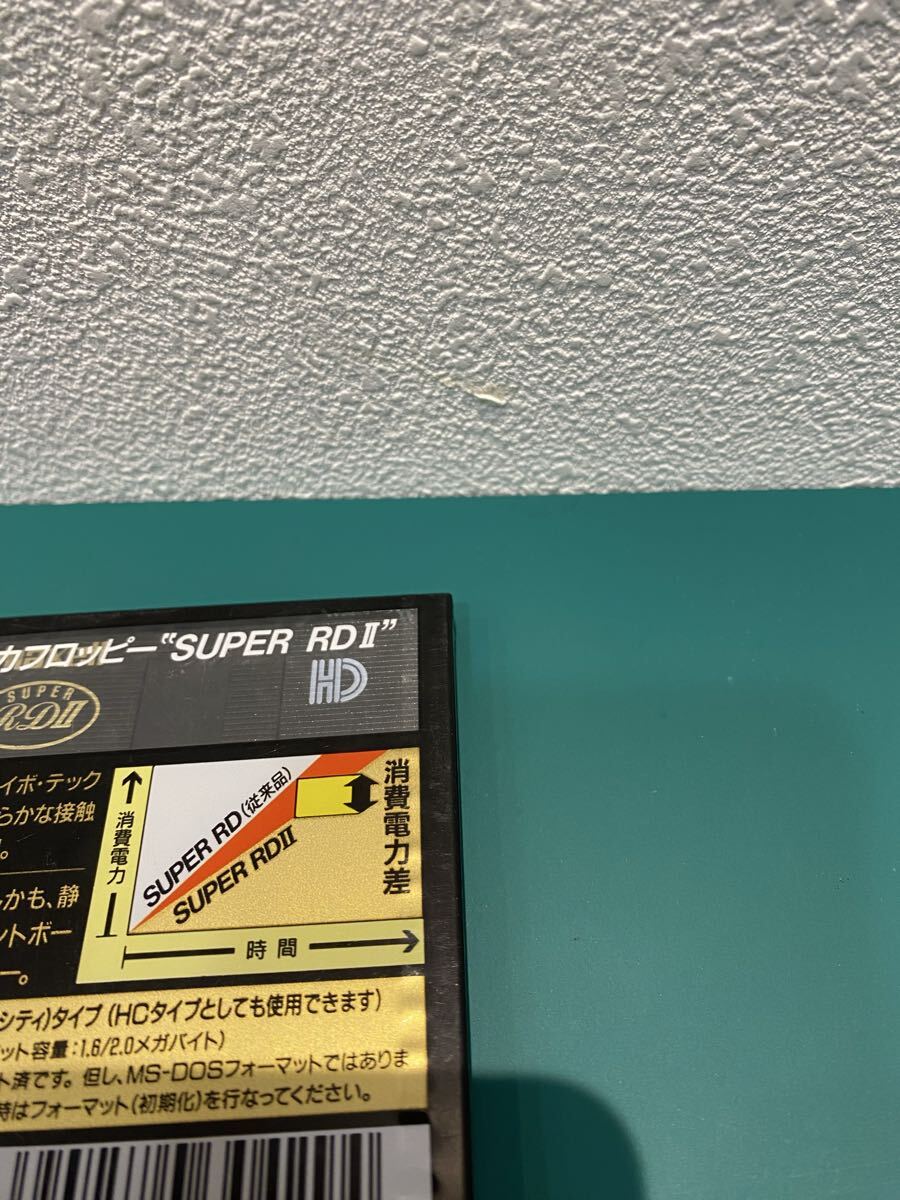 カフロッピー“SUPER RDⅡ”
HD
SUPER
RDⅡ
イボ・テック
らかな接触
。
かも、静
ントボー
ー。
消費電力
SUPER RD(従来品)
SUPER RDⅡ
消費電力差
時間
シティ)タイプ(HCタイプとしても使用できます)
ット容量:1.6/2.0メガバイト)
ト済です。但し、MS-DOSフォーマットではありま
時はフォーマット(初期化)を行なってください。